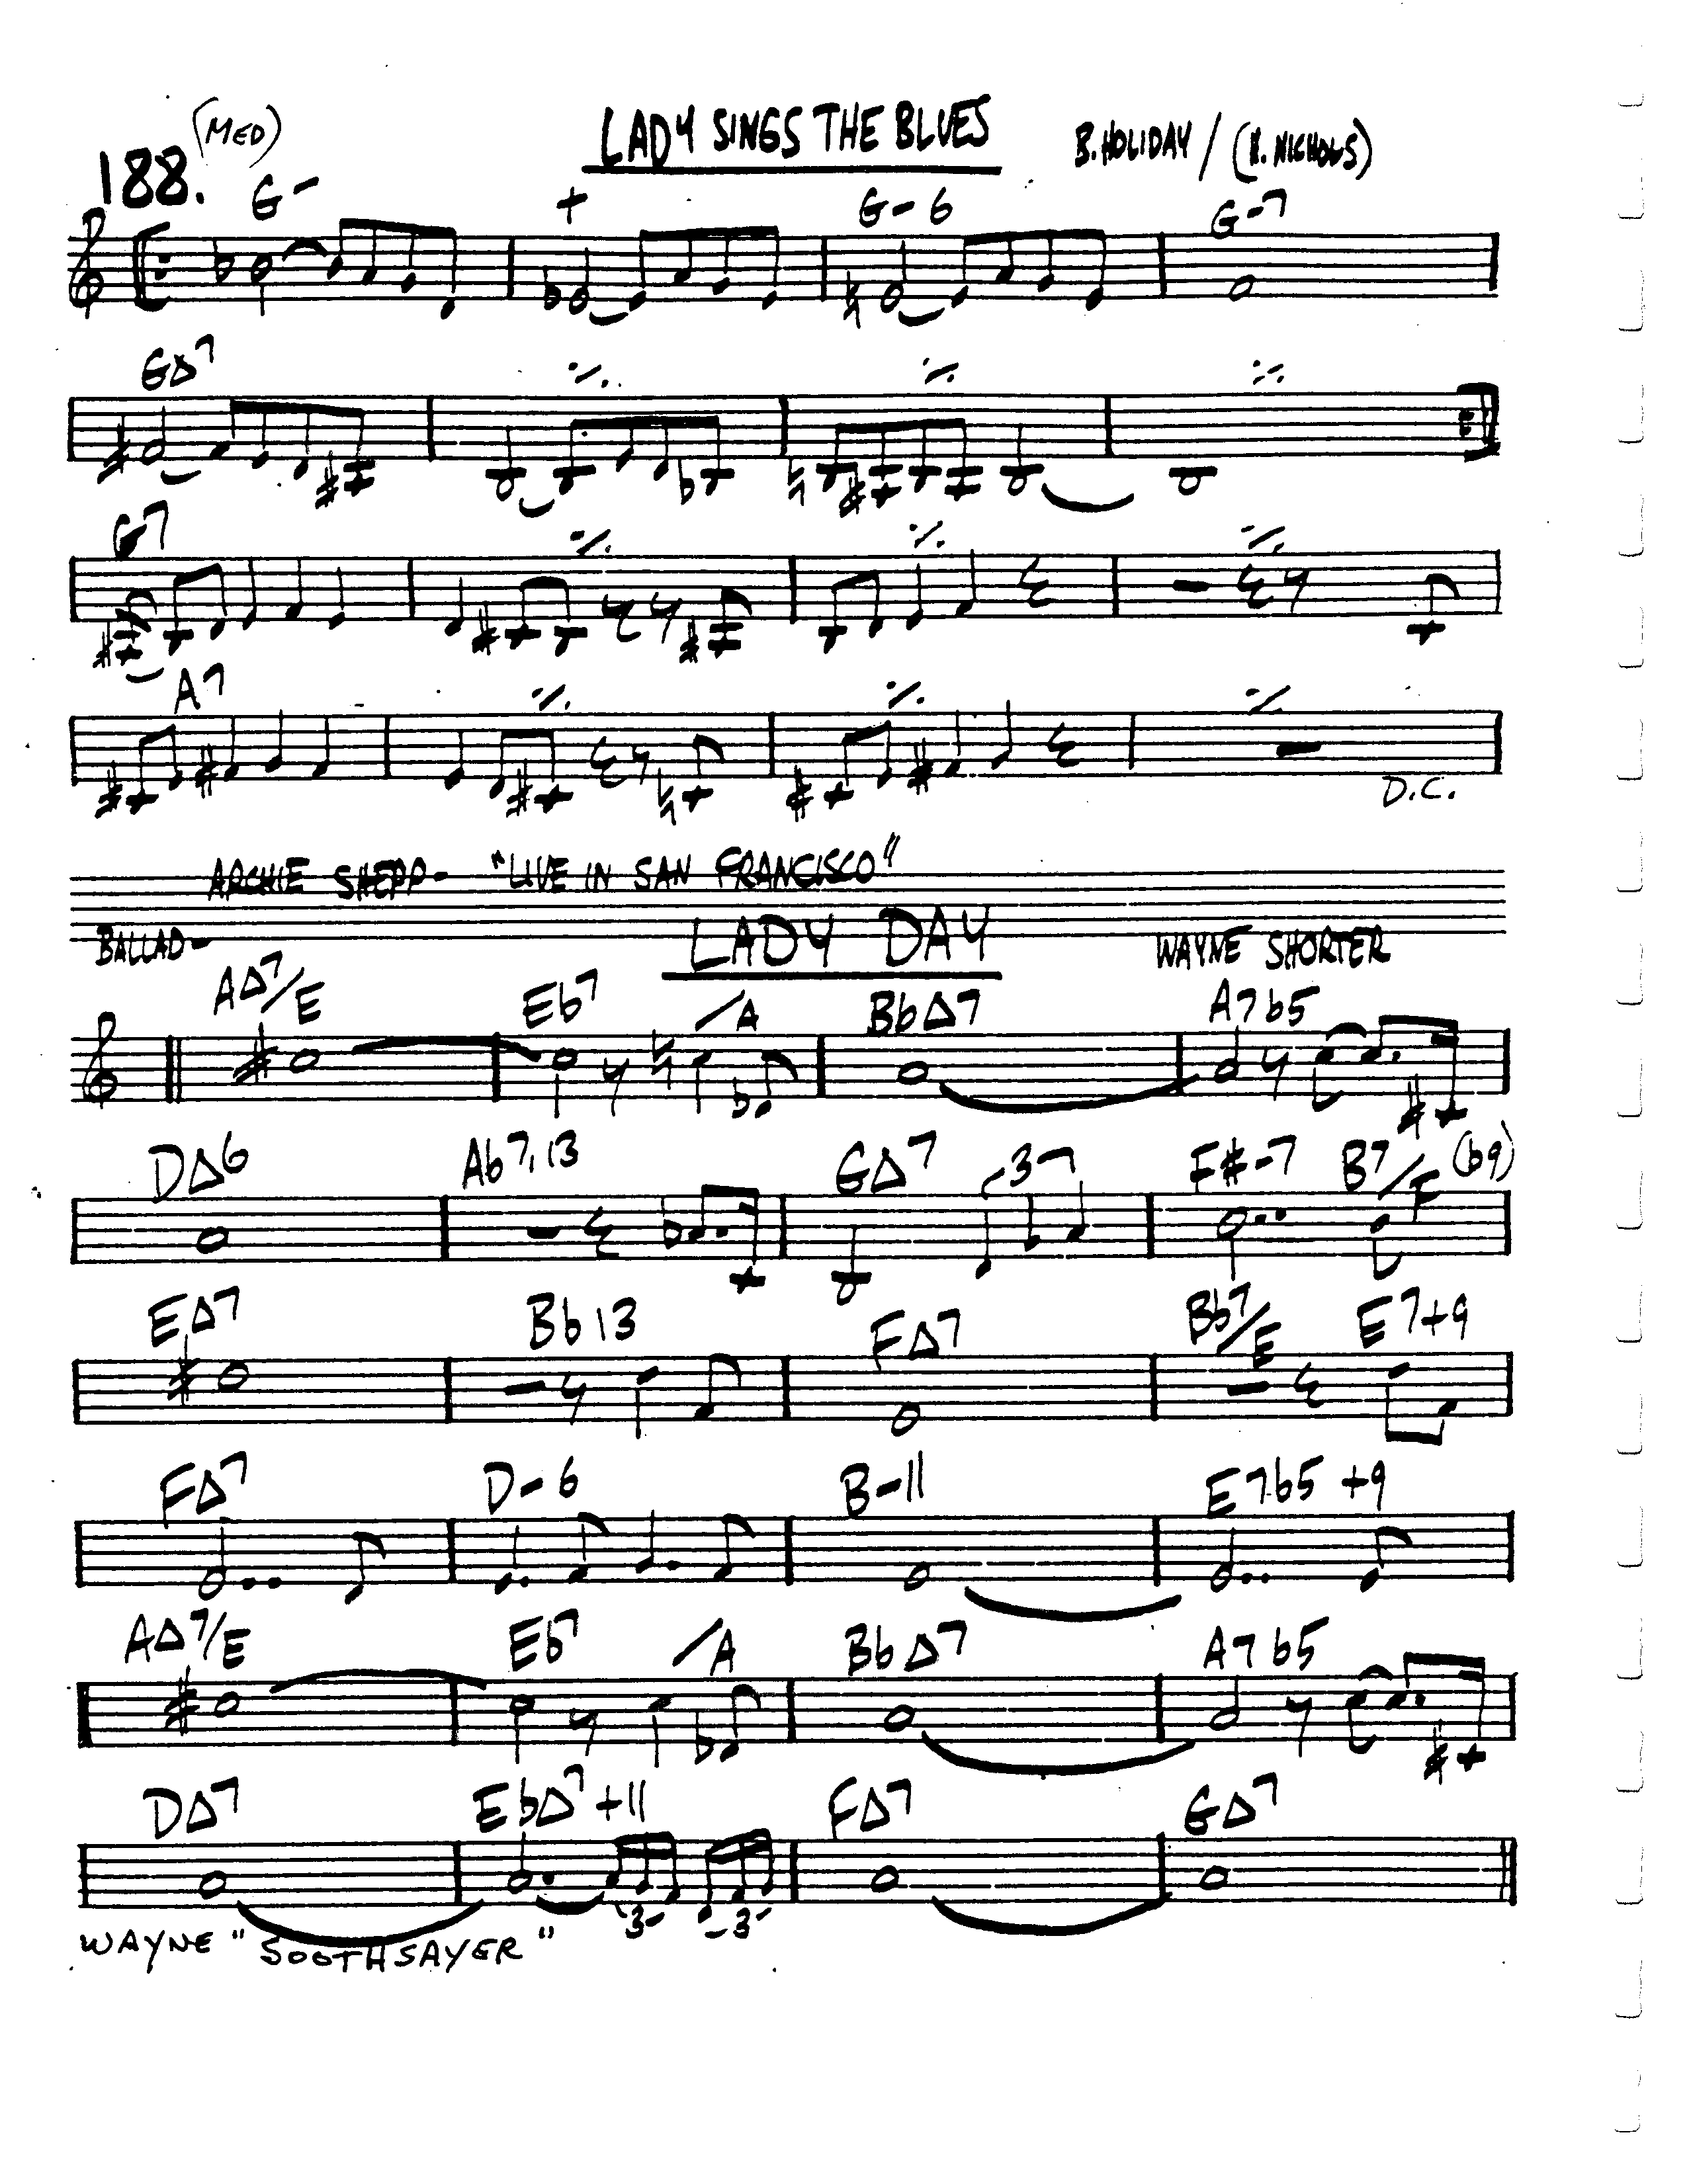 (MED) LADY SINGS THE BLUES B. HOLIDAY / (H. NICHOLS)
188.
G- + G-6 G-7
GΔ7 ٪ ٪ ٪
G7 ٪ ٪ ٪
A7 ٪ ٪ ٪
D.C.
ARCHIE SHEPP- "LIVE IN SAN FRANCISCO"
BALLAD- LADY DAY WAYNE SHORTER
AΔ7/E Eb7 /A BbΔ7 A7b5
DΔ6 Ab7,13 GΔ7 3 F#-7 B7/F (b9)
EΔ7 Bb13 FΔ7 Bb7/E E7+9
FΔ7 D-6 B-11 E7b5 +9
AΔ7/E Eb7 /A BbΔ7 A7b5
DΔ7 EbΔ7+11 FΔ7 GΔ7
3 3
WAYNE "SOOTHSAYER"